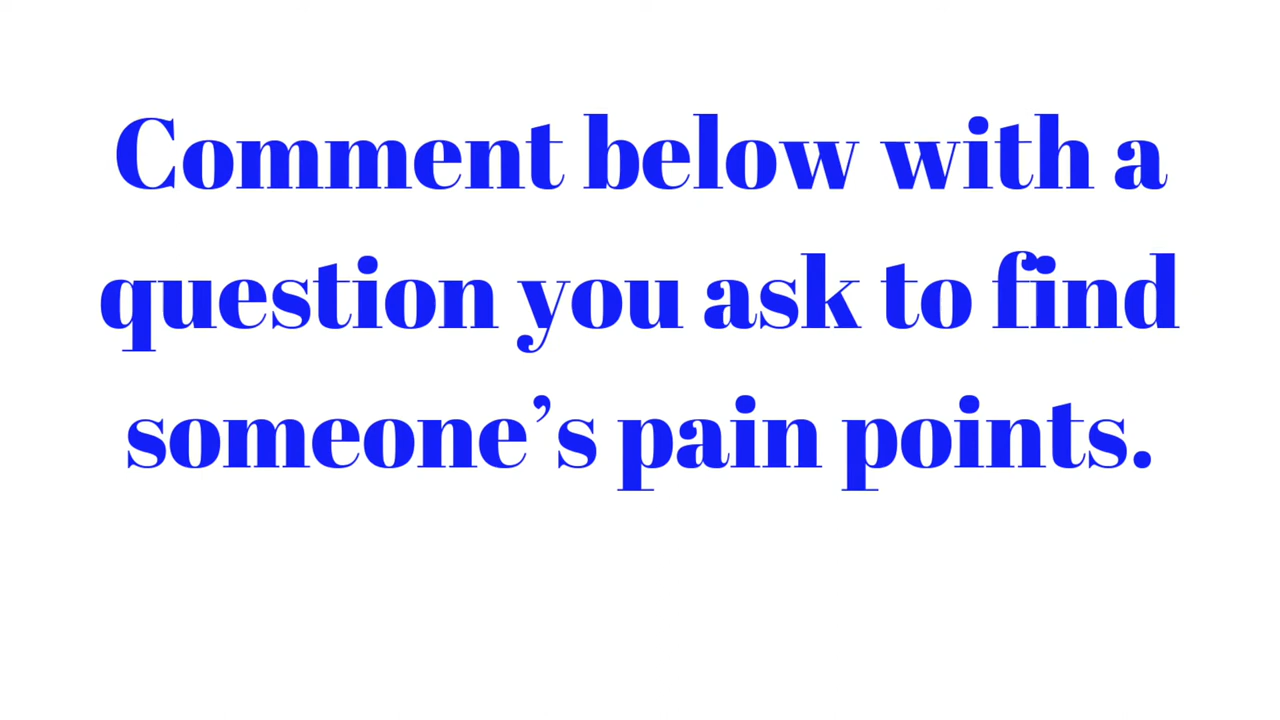 Comment below with a
question you ask to find
someone’s pain points.